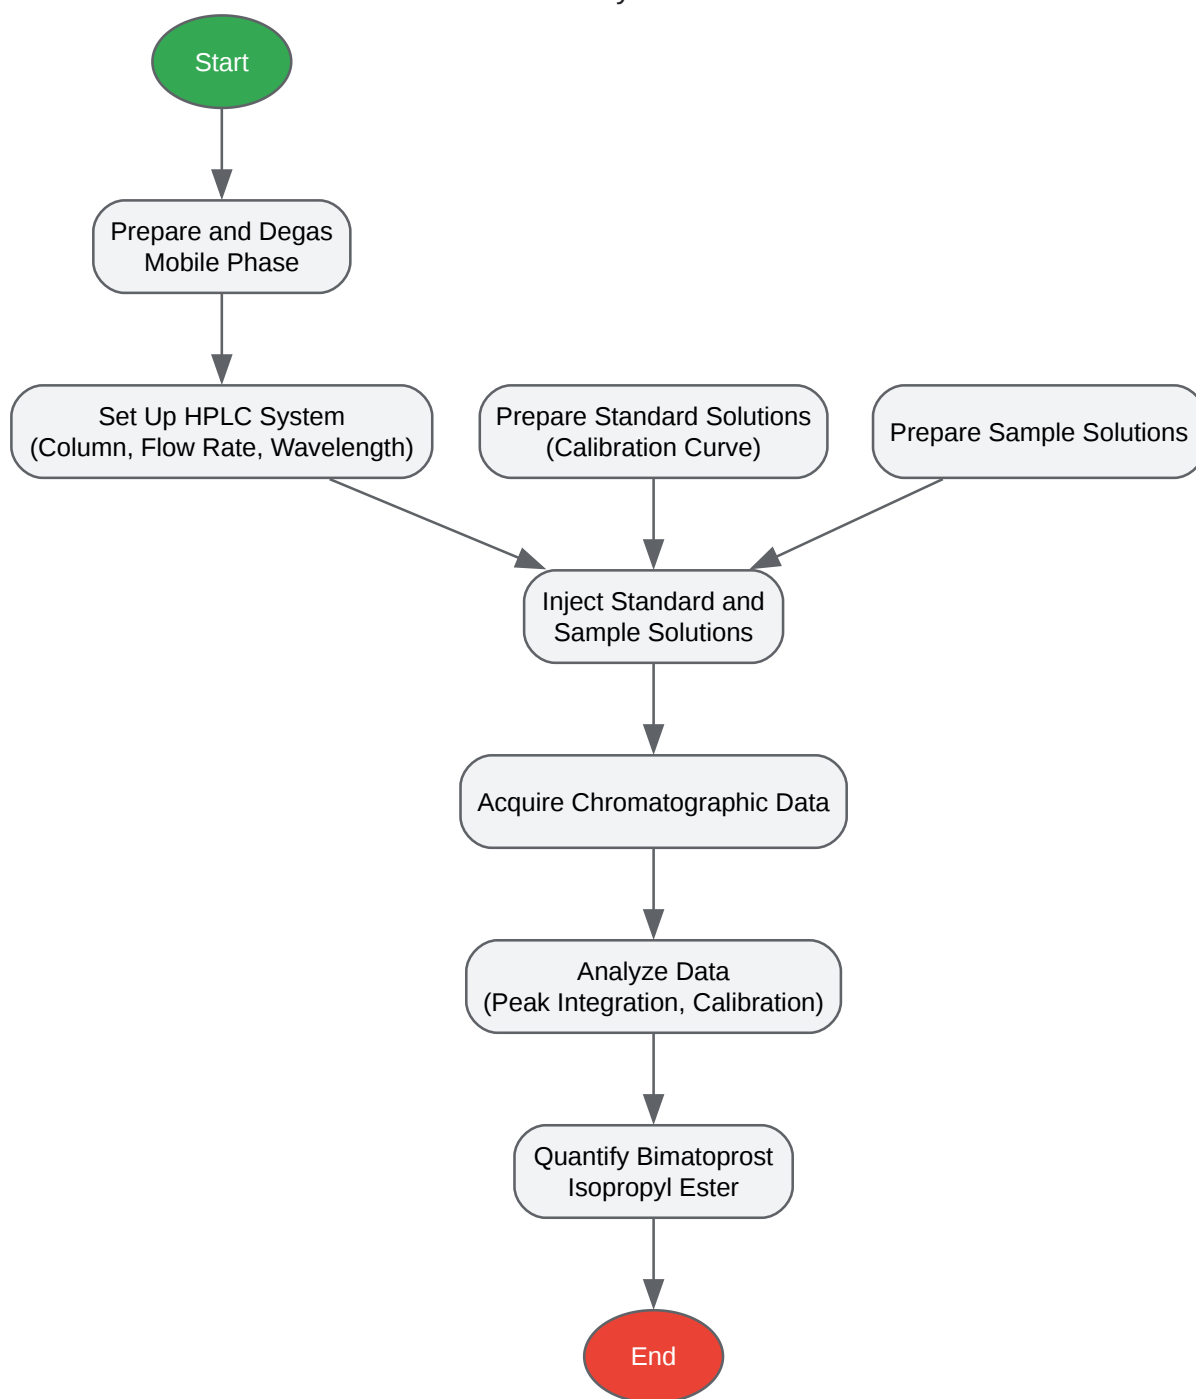 Start
Prepare and Degas
Mobile Phase
Set Up HPLC System
(Column, Flow Rate, Wavelength)
Prepare Standard Solutions
(Calibration Curve)
Prepare Sample Solutions
Inject Standard and
Sample Solutions
Acquire Chromatographic Data
Analyze Data
(Peak Integration, Calibration)
Quantify Bimatoprost
Isopropyl Ester
End